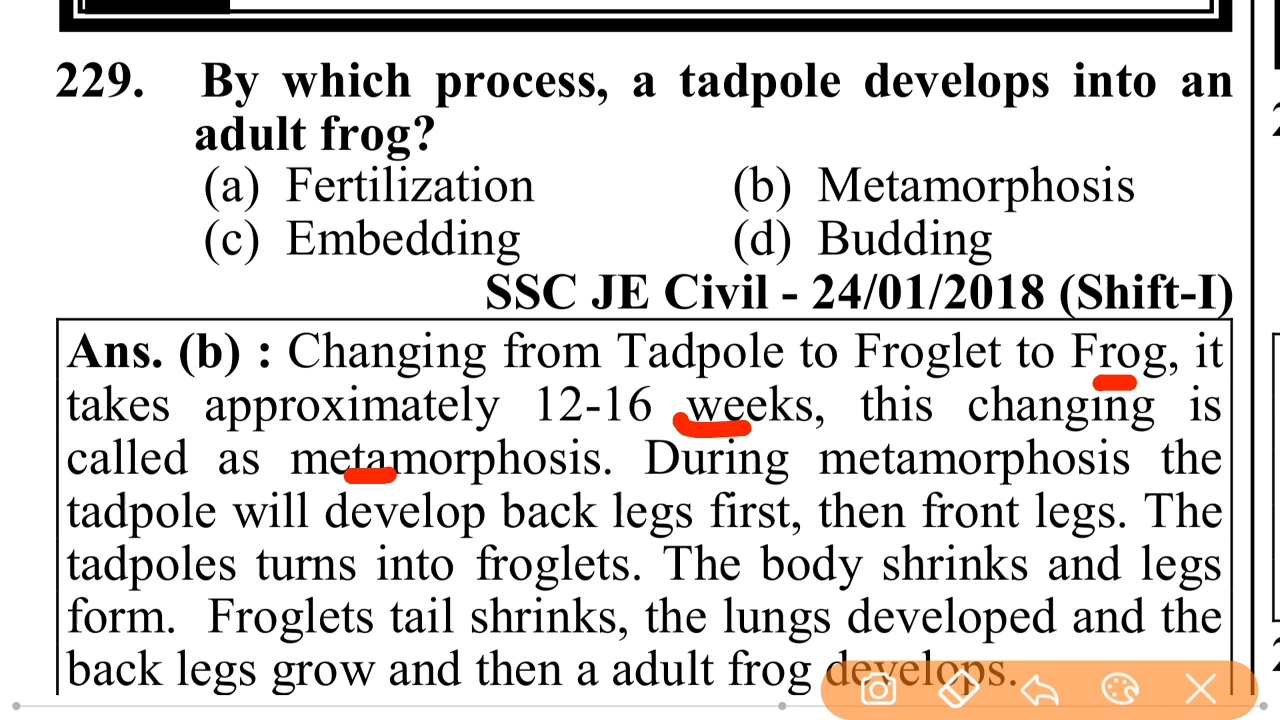 229. By which process, a tadpole develops into an
adult frog?
(a) Fertilization (b) Metamorphosis
(c) Embedding (d) Budding
SSC JE Civil - 24/01/2018 (Shift-I)
Ans. (b) : Changing from Tadpole to Froglet to Frog, it
takes approximately 12-16 weeks, this changing is
called as metamorphosis. During metamorphosis the
tadpole will develop back legs first, then front legs. The
tadpoles turns into froglets. The body shrinks and legs
form. Froglets tail shrinks, the lungs developed and the
back legs grow and then a adult frog develops.